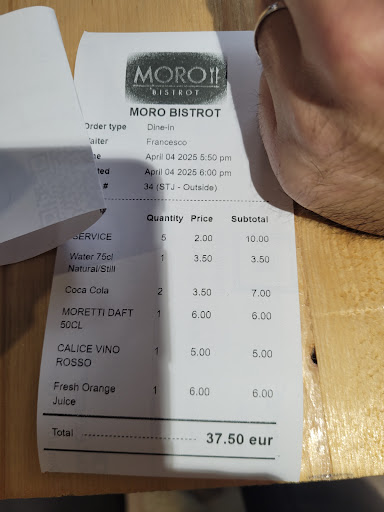 MORO
BISTROT
MORO BISTROT
Order type Dine-In
aiter Francesco
me April 04 2025 5:50 pm
ted April 04 2025 6:00 pm
# 34 (STJ - Outside)
Quantity Price Subtotal
SERVICE 5 2.00 10.00
Water 75cl 1 3.50 3.50
Natural/Still
Coca Cola 2 3.50 7.00
MORETTI DAFT 1 6.00 6.00
50CL
CALICE VINO 1 5.00 5.00
ROSSO
Fresh Orange 1 6.00 6.00
Juice
Total 37.50 eur